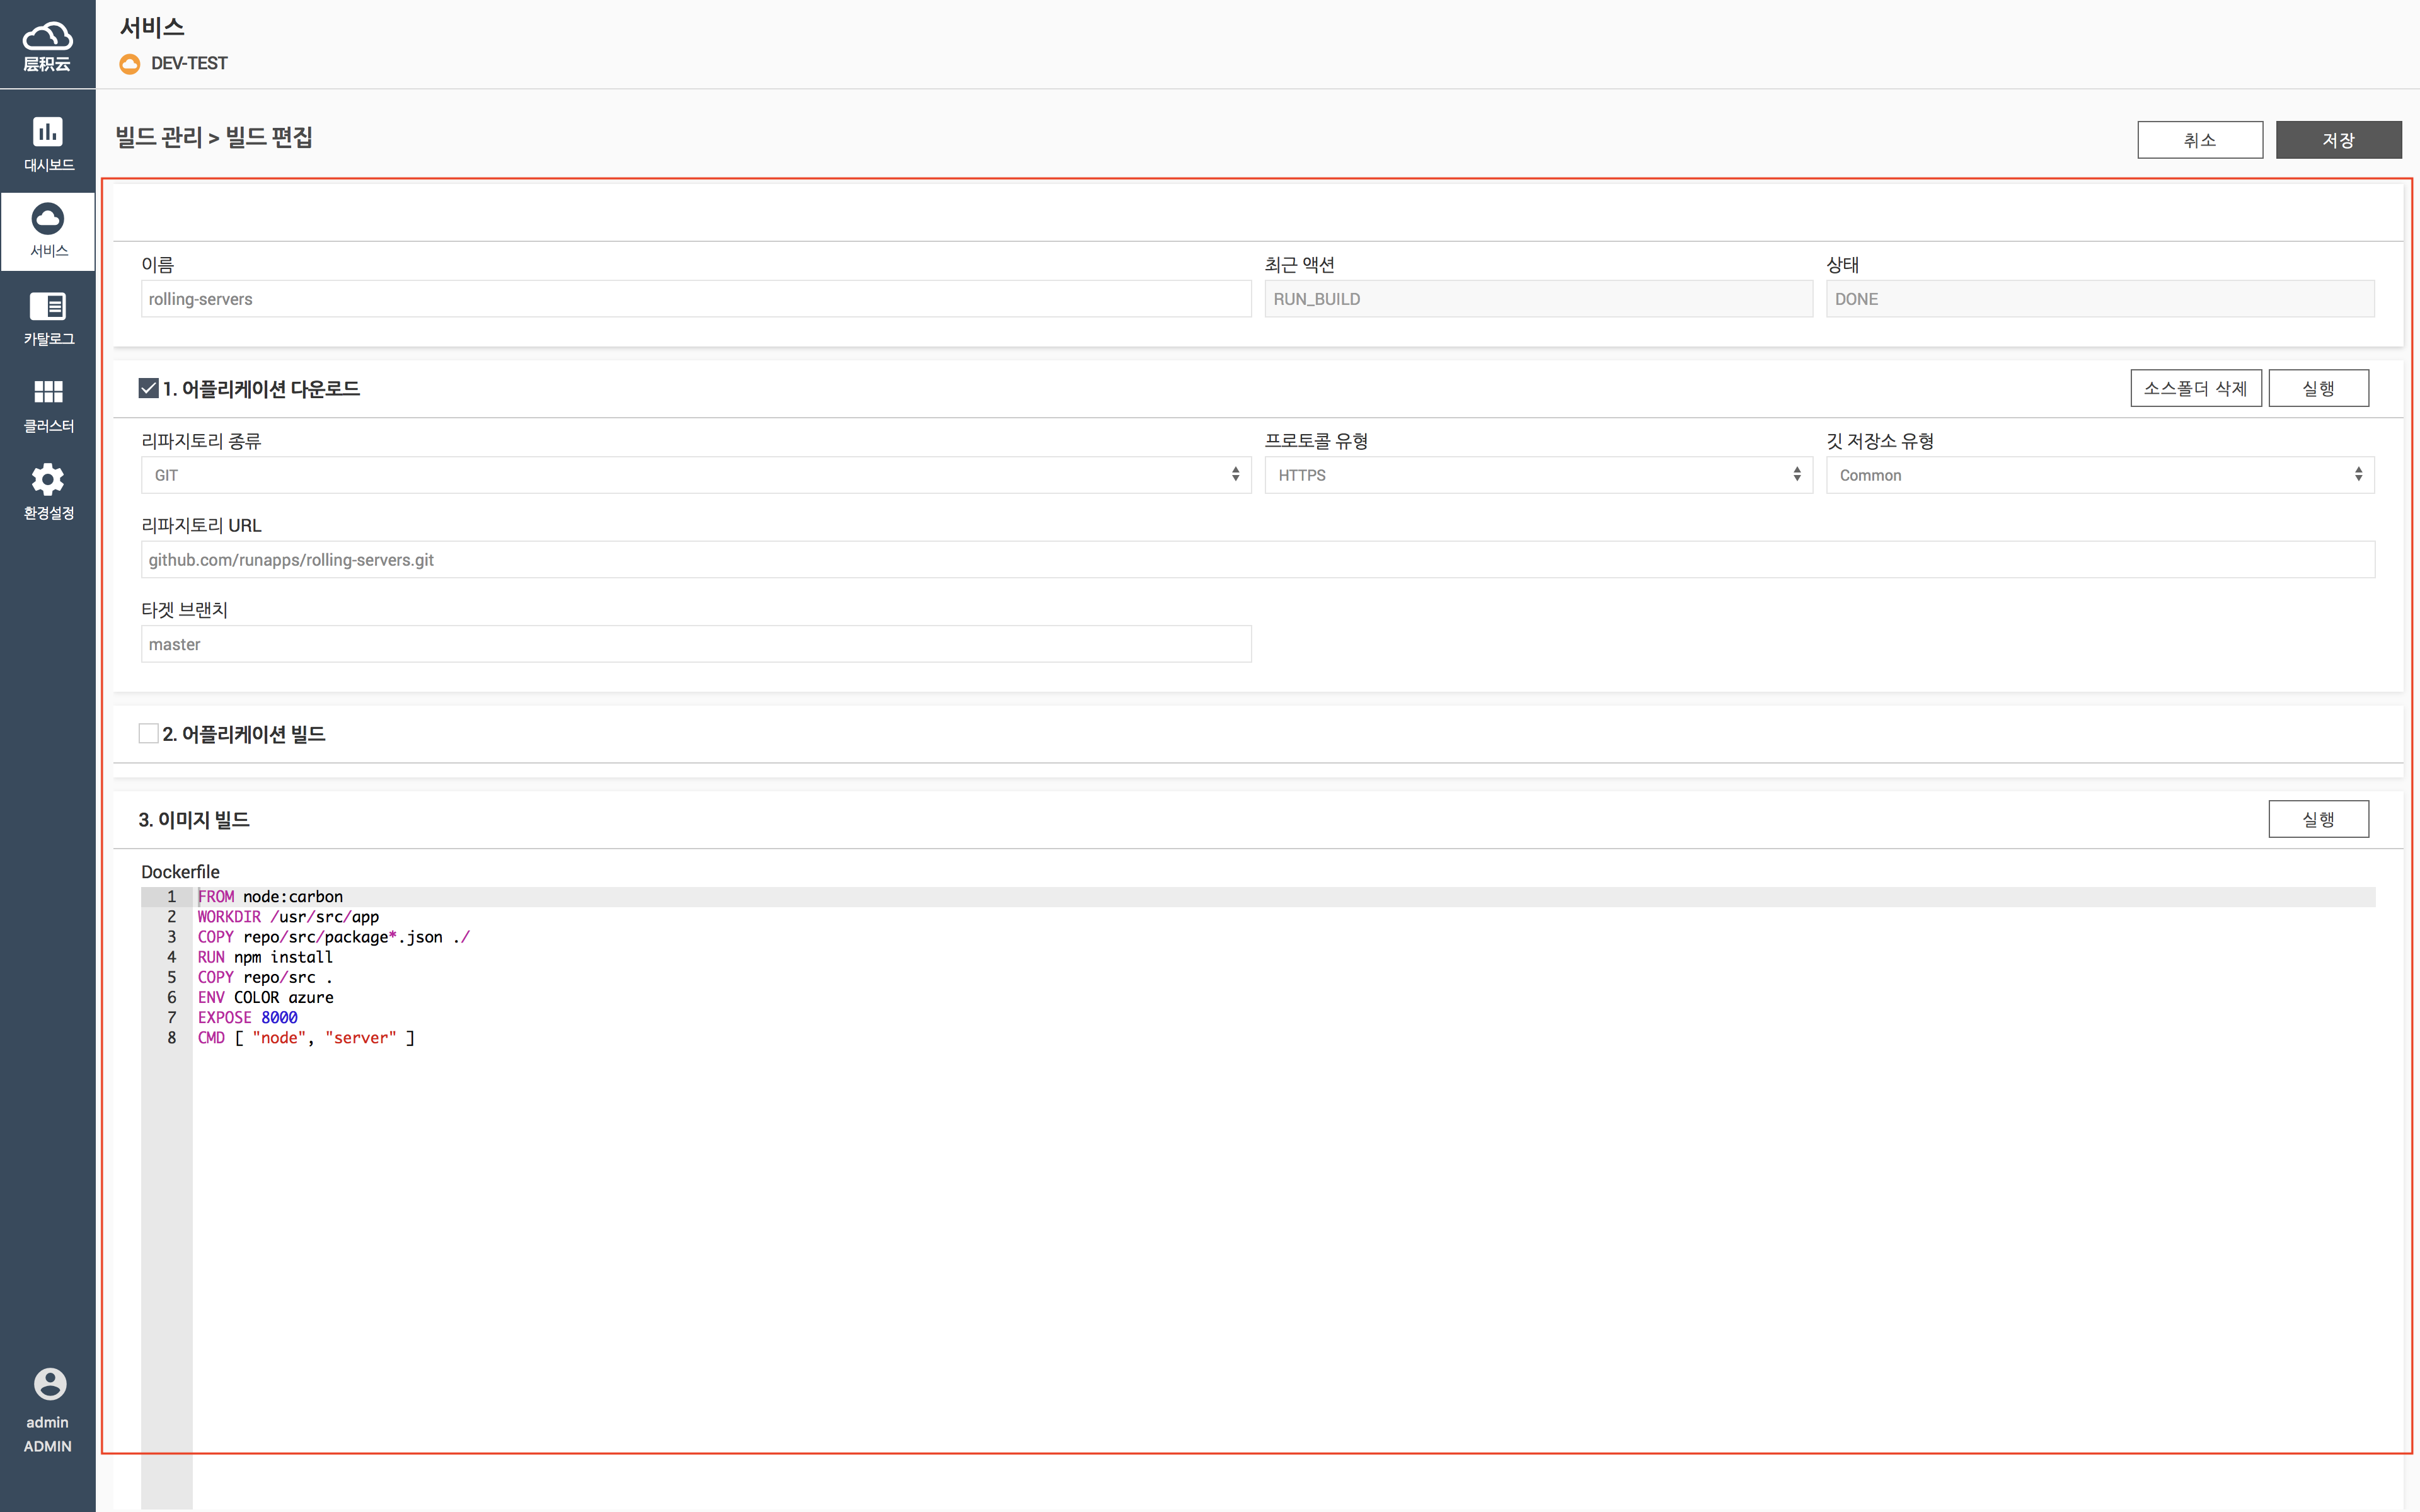 层积云
서비스
DEV-TEST
대시보드
서비스
카탈로그
클러스터
환경설정
admin
ADMIN
빌드 관리 > 빌드 편집
취소
저장
이름
최근 액션
상태
rolling-servers
RUN_BUILD
DONE
1. 어플리케이션 다운로드
소스폴더 삭제
실행
리파지토리 종류
프로토콜 유형
깃 저장소 유형
GIT
HTTPS
Common
리파지토리 URL
github.com/runapps/rolling-servers.git
타겟 브랜치
master
2. 어플리케이션 빌드
3. 이미지 빌드
실행
Dockerfile
1 FROM node:carbon
2 WORKDIR /usr/src/app
3 COPY repo/src/package*.json ./
4 RUN npm install
5 COPY repo/src .
6 ENV COLOR azure
7 EXPOSE 8000
8 CMD [ "node", "server" ]